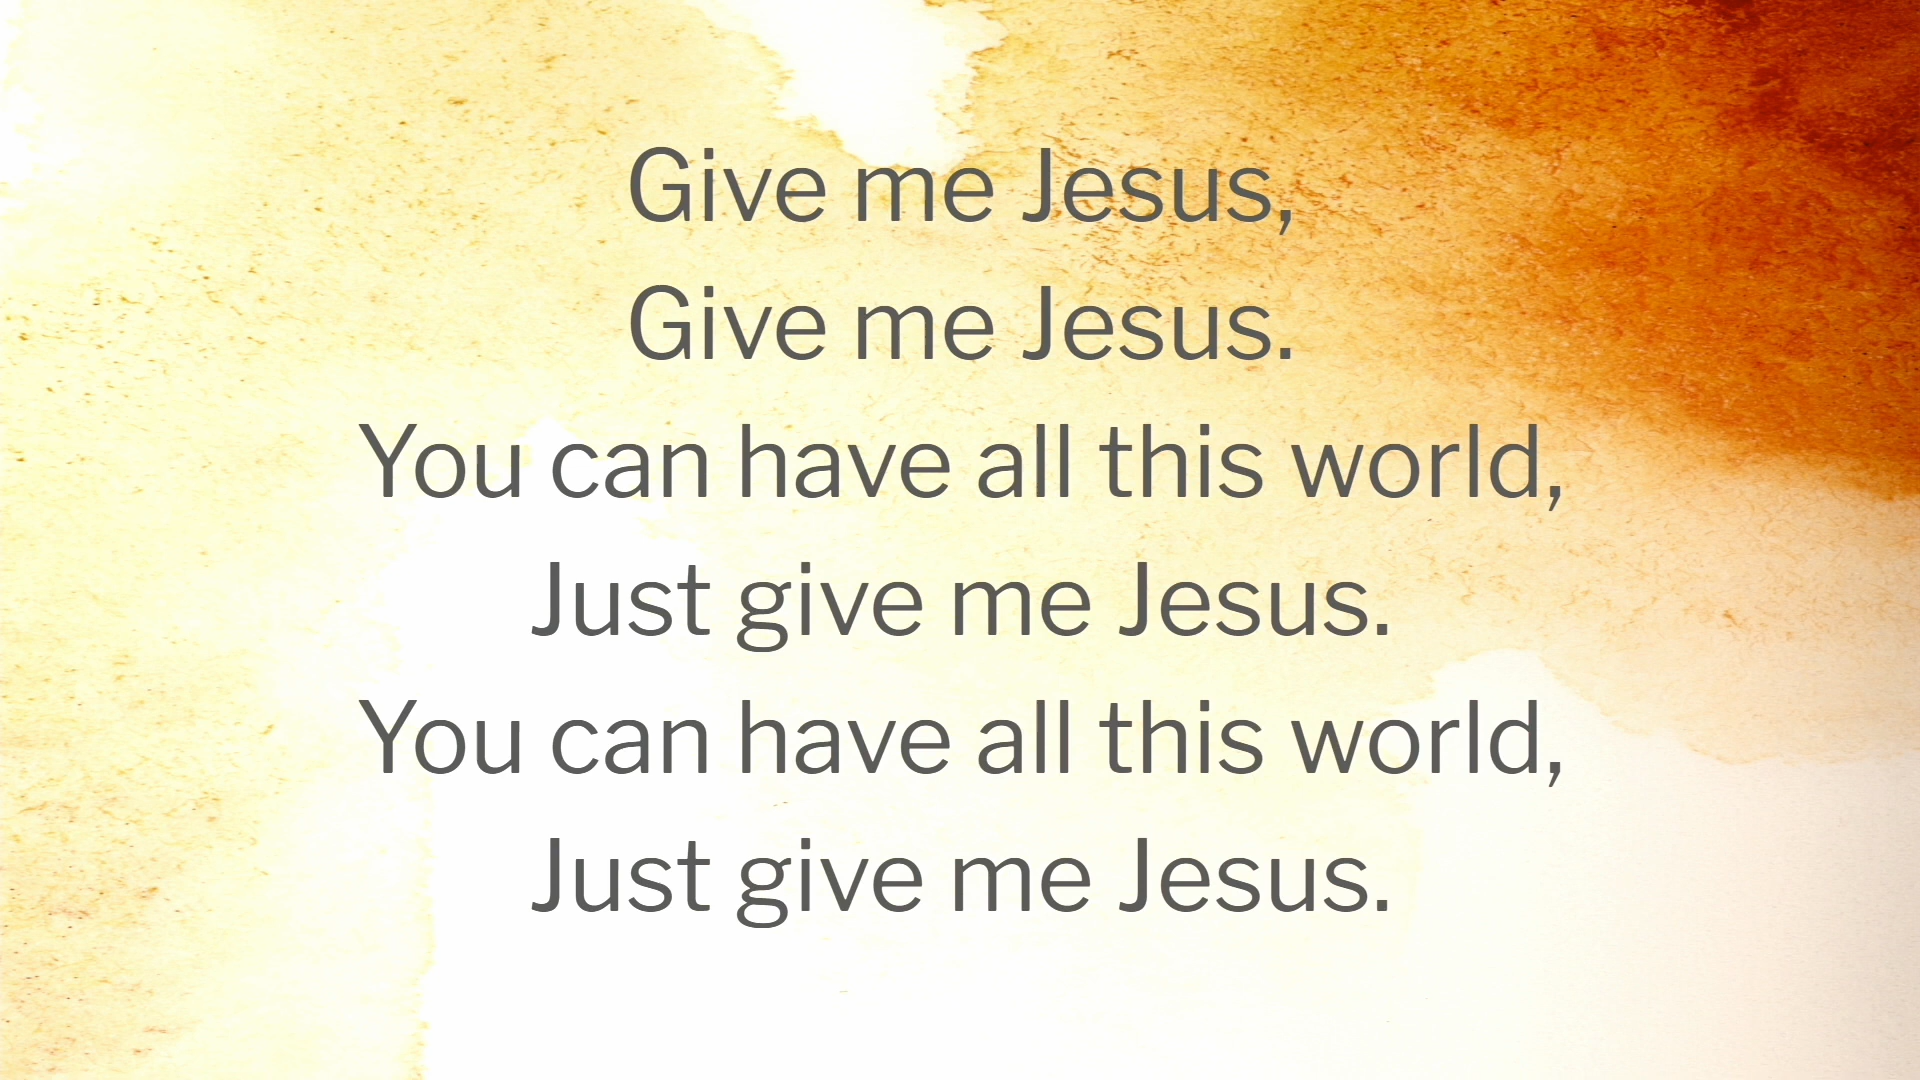 Give me Jesus,
Give me Jesus.
You can have all this world,
Just give me Jesus.
You can have all this world,
Just give me Jesus.